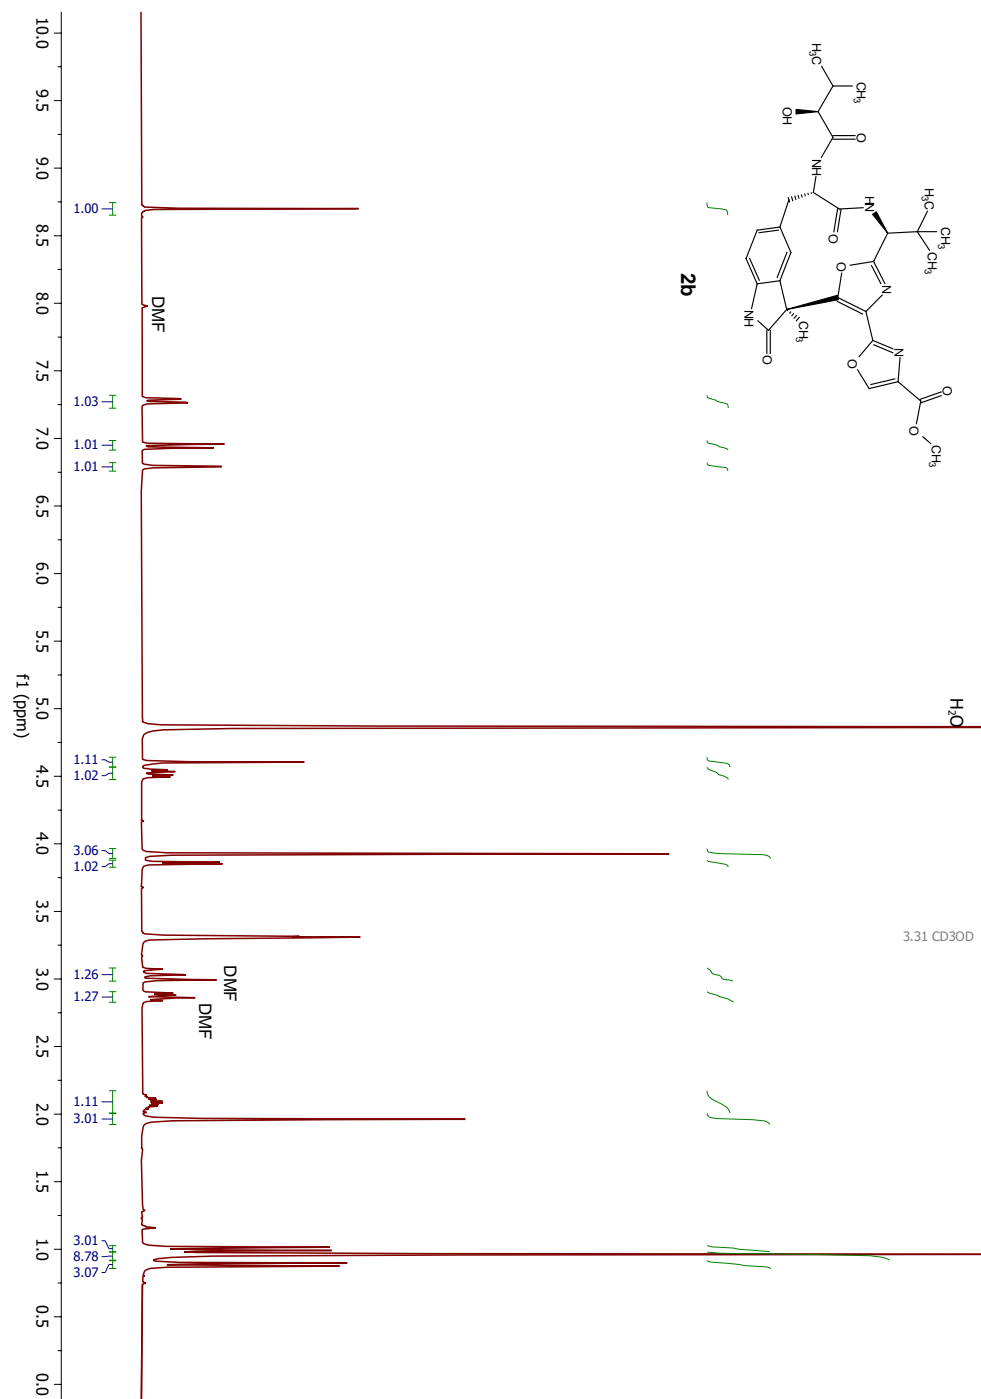 H₃C
CH₃
OH
O
NH
O
HN
H₃C
CH₃
CH₃
O
N
NH
O
CH₃
O
N
O
O
CH₃
2b
DMF
H₂O
3.31 CD3OD
DMF
DMF
1.00
1.03
1.01
1.01
1.11
1.02
3.06
1.02
1.26
1.27
1.11
3.01
3.01
8.78
3.07
10.0 9.5 9.0 8.5 8.0 7.5 7.0 6.5 6.0 5.5 5.0 4.5 4.0 3.5 3.0 2.5 2.0 1.5 1.0 0.5 0.0
f1 (ppm)